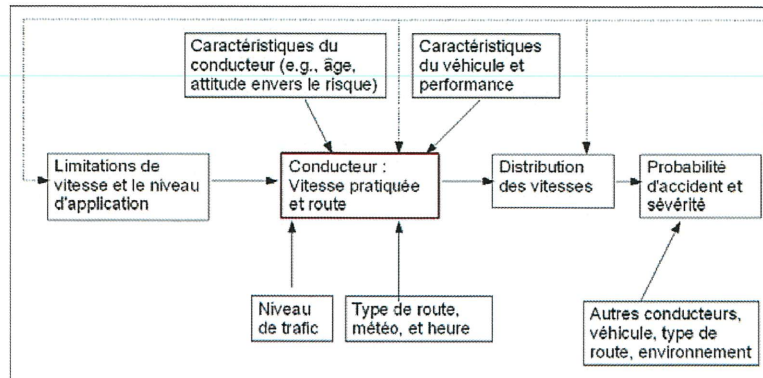 Caractéristiques du
conducteur (e.g., âge,
attitude envers le risque)
Caractéristiques
du véhicule et
performance
Limitations de
vitesse et le niveau
d'application
Conducteur :
Vitesse pratiquée
et route
Distribution
des vitesses
Probabilité
d'accident et
sévérité
Niveau
de trafic
Type de route,
météo, et heure
Autres conducteurs,
véhicule, type de
route, environnement